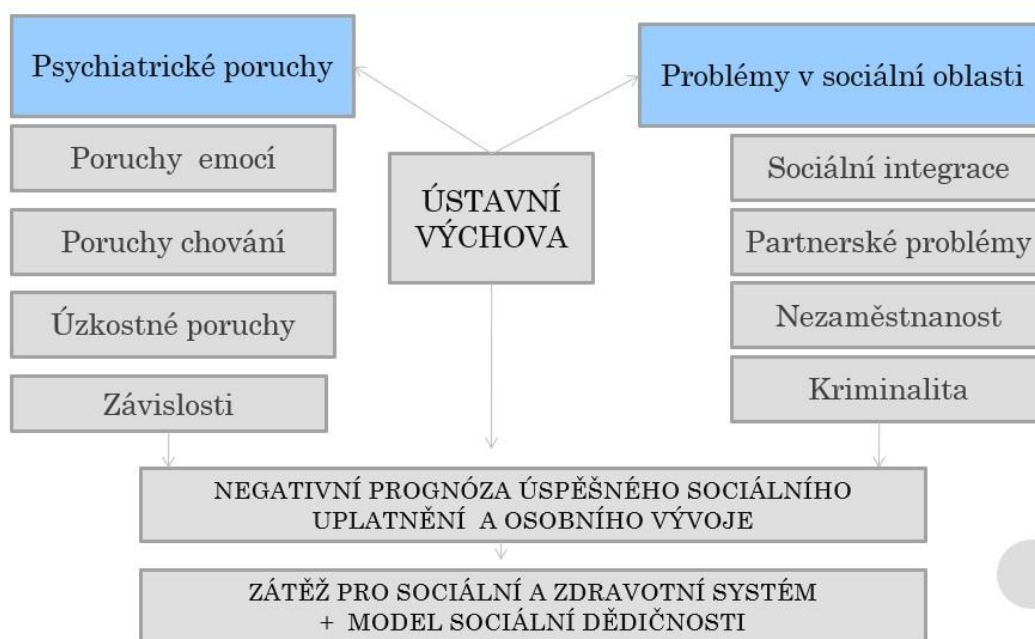 Psychiatrické poruchy
Problémy v sociální oblasti
Poruchy emocí
Poruchy chování
Úzkostné poruchy
Závislosti
ÚSTAVNÍ
VÝCHOVA
Sociální integrace
Partnerské problémy
Nezaměstnanost
Kriminalita
NEGATIVNÍ PROGNÓZA ÚSPĚŠNÉHO SOCIÁLNÍHO
UPLATNĚNÍ A OSOBNÍHO VÝVOJE
ZÁTĚŽ PRO SOCIÁLNÍ A ZDRAVOTNÍ SYSTÉM
+ MODEL SOCIÁLNÍ DĚDIČNOSTI